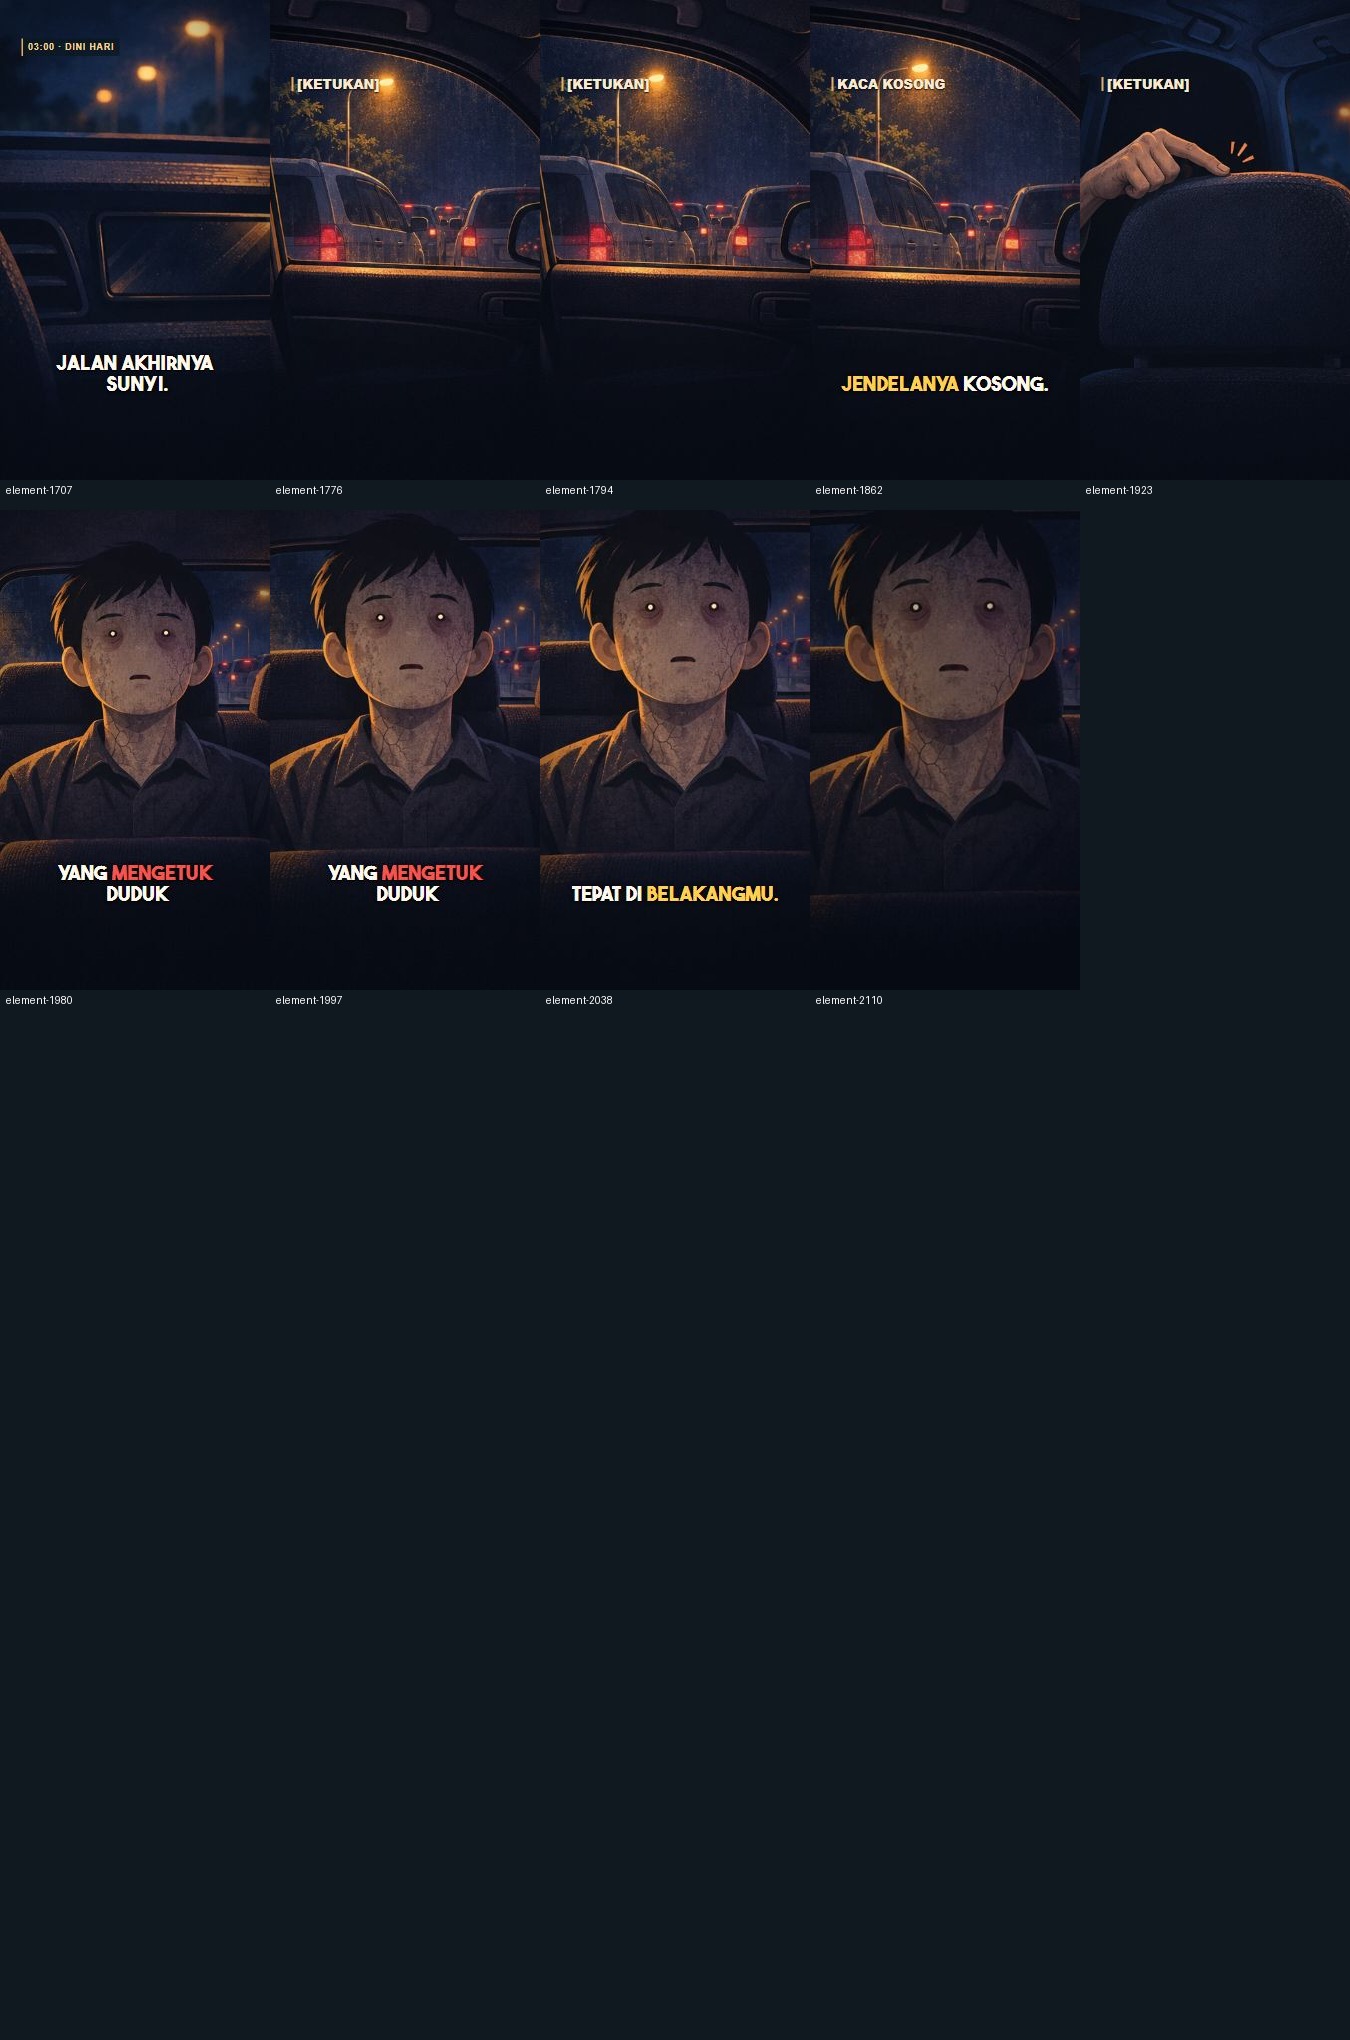 03:00 · DINI HARI
JALAN AKHIRNYA
SUNYI.
element-1707
[KETUKAN]
element-1776
[KETUKAN]
element-1794
KACA KOSONG
JENDELANYA KOSONG.
element-1862
[KETUKAN]
element-1923
YANG MENGETUK
DUDUK
element-1980
YANG MENGETUK
DUDUK
element-1997
TEPAT DI BELAKANGMU.
element-2038
element-2110